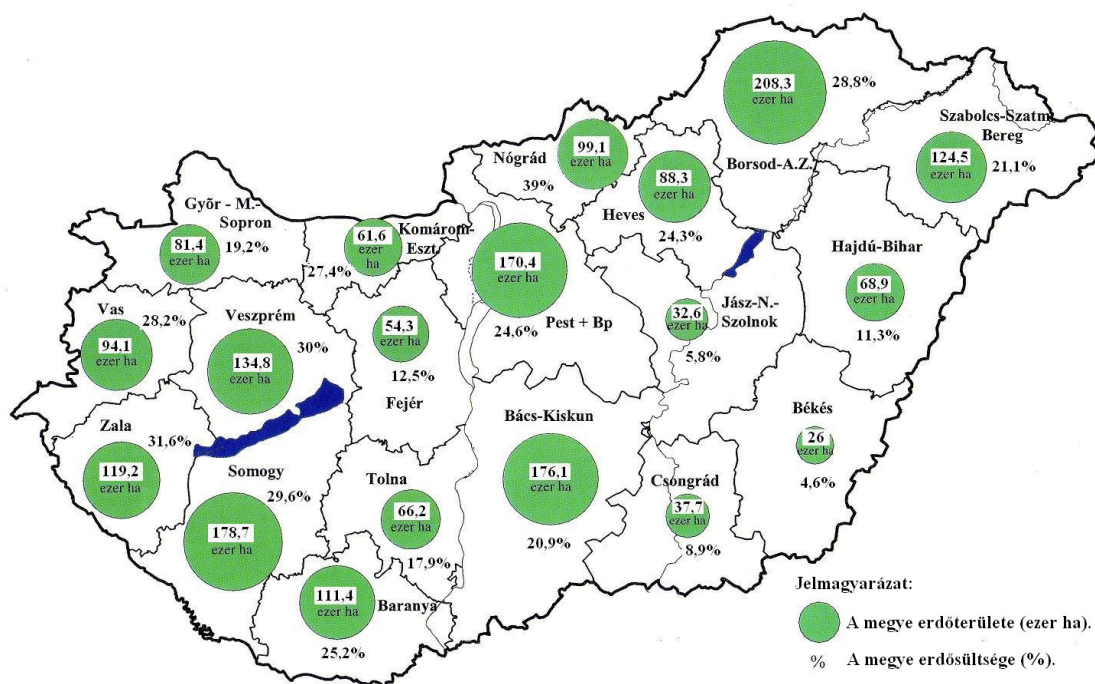 208,3
ezer ha
28,8%
Borsod-A.Z.
Szabolcs-Szatm
Bereg
124,5
ezer ha
21,1%
Nógrád
99,1
ezer ha
39%
88,3
ezer ha
Heves
24,3%
Győr - M.-
Sopron
81,4
ezer ha
19,2%
61,6
ezer
ha
Komárom-
Eszt.
27,4%
170,4
ezer ha
Pest + Bp
24,6%
Hajdú-Bihar
68,9
ezer ha
11,3%
Vas
28,2%
94,1
ezer ha
Veszprém
134,8
ezer ha
30%
54,3
ezer ha
12,5%
Fejér
Jász-N.-
Szolnok
32,6
ezer ha
5,8%
Zala
31,6%
119,2
ezer ha
Somogy
29,6%
178,7
ezer ha
Tolna
66,2
ezer ha
17,9%
Bács-Kiskun
176,1
ezer ha
20,9%
Békés
26
ezer ha
4,6%
Csongrád
37,7
ezer ha
8,9%
111,4
ezer ha
Baranya
25,2%
Jelmagyarázat:
A megye erdőterülete (ezer ha).
% A megye erdősültsége (%).